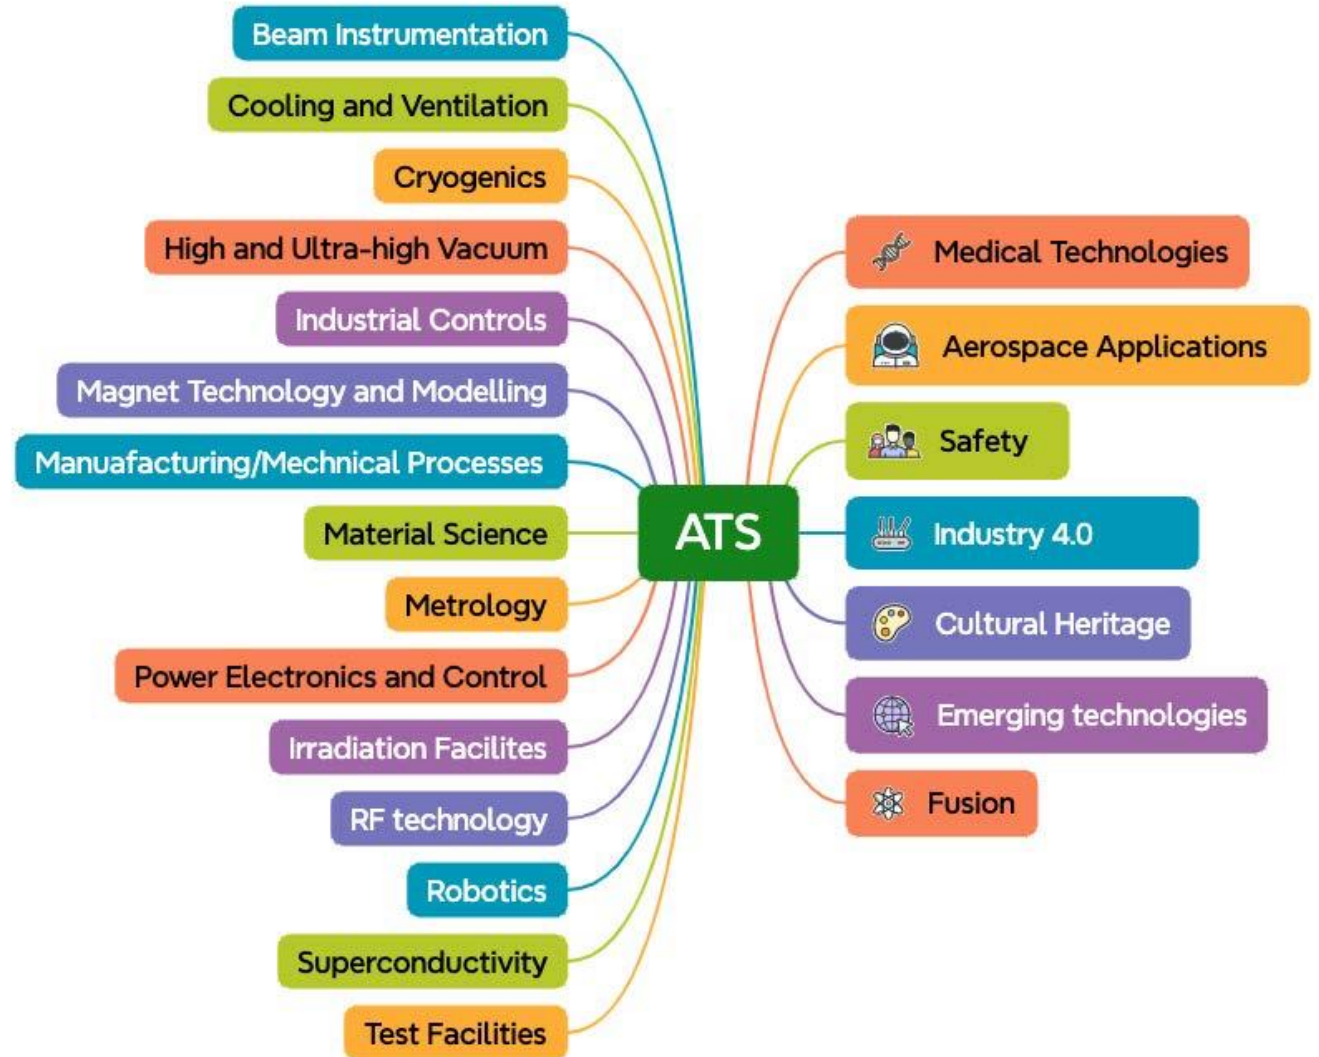 Beam Instrumentation
Cooling and Ventilation
Cryogenics
High and Ultra-high Vacuum
Industrial Controls
Magnet Technology and Modelling
Manuafacturing/Mechnical Processes
Material Science
Metrology
Power Electronics and Control
Irradiation Facilites
RF technology
Robotics
Superconductivity
Test Facilities
ATS
Medical Technologies
Aerospace Applications
Safety
Industry 4.0
Cultural Heritage
Emerging technologies
Fusion